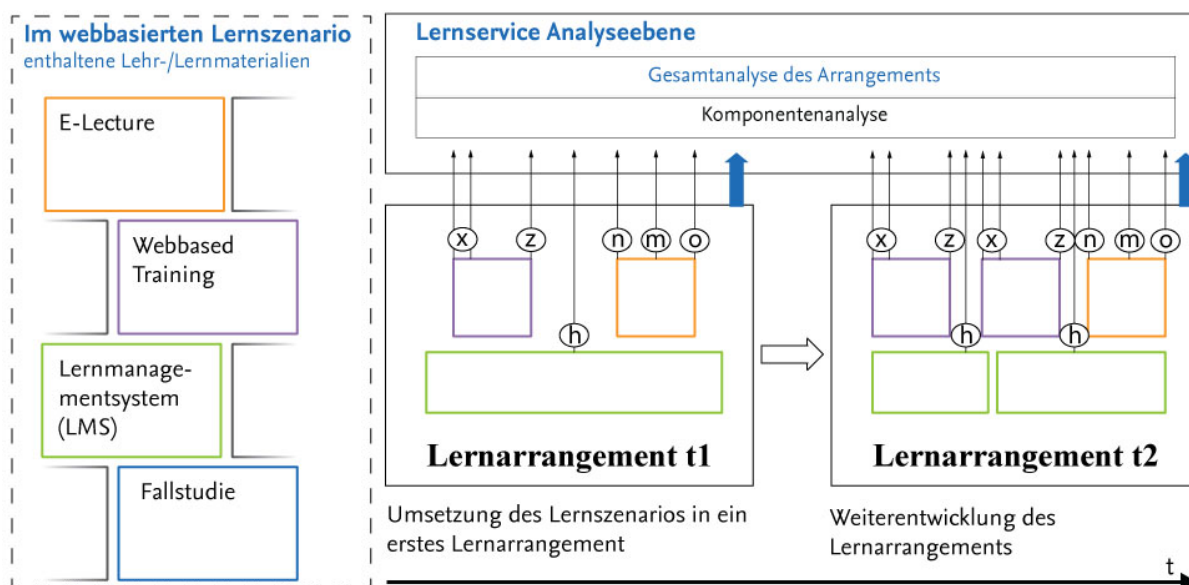 Im webbasierten Lernszenario
enthaltene Lehr-/Lernmaterialien
E-Lecture
Webbased
Training
Lernmanage-
mentsystem
(LMS)
Fallstudie
Lernservice Analyseebene
Gesamtanalyse des Arrangements
Komponentenanalyse
x z n m o
h
Lernarrangement t1
Umsetzung des Lernszenarios in ein
erstes Lernarrangement
x z x z n m o
h h
Lernarrangement t2
Weiterentwicklung des
Lernarrangements
t